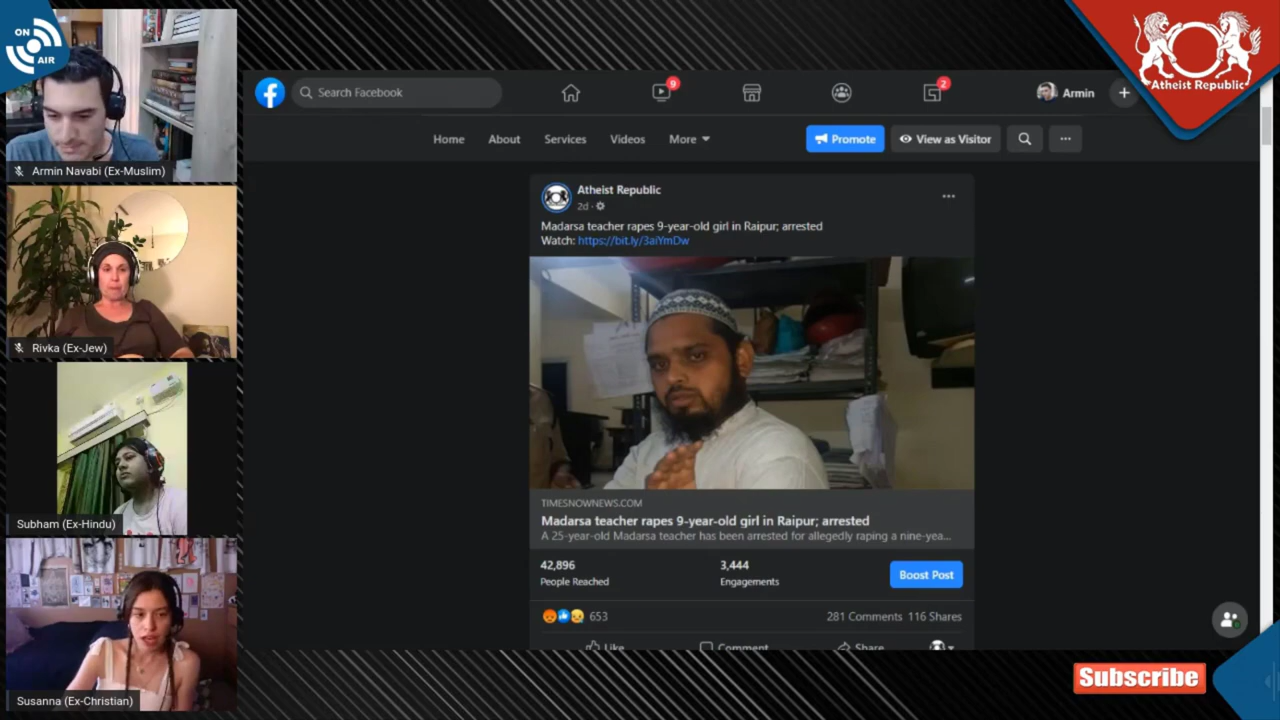 ON
AIR
Armin Navabi (Ex-Muslim)
Rivka (Ex-Jew)
Subham (Ex-Hindu)
Susanna (Ex-Christian)
Search Facebook
9
2
Armin
Atheist Republic
Home About Services Videos More
Promote
View as Visitor
Atheist Republic
2d
Madarsa teacher rapes 9-year-old girl in Raipur; arrested
Watch: https://bit.ly/3aiYmDw
TIMESNOWNEWS.COM
Madarsa teacher rapes 9-year-old girl in Raipur; arrested
A 25-year-old Madarsa teacher has been arrested for allegedly raping a nine-yea...
42,896
People Reached
3,444
Engagements
Boost Post
653
281 Comments 116 Shares
Like Comment Share
Subscribe